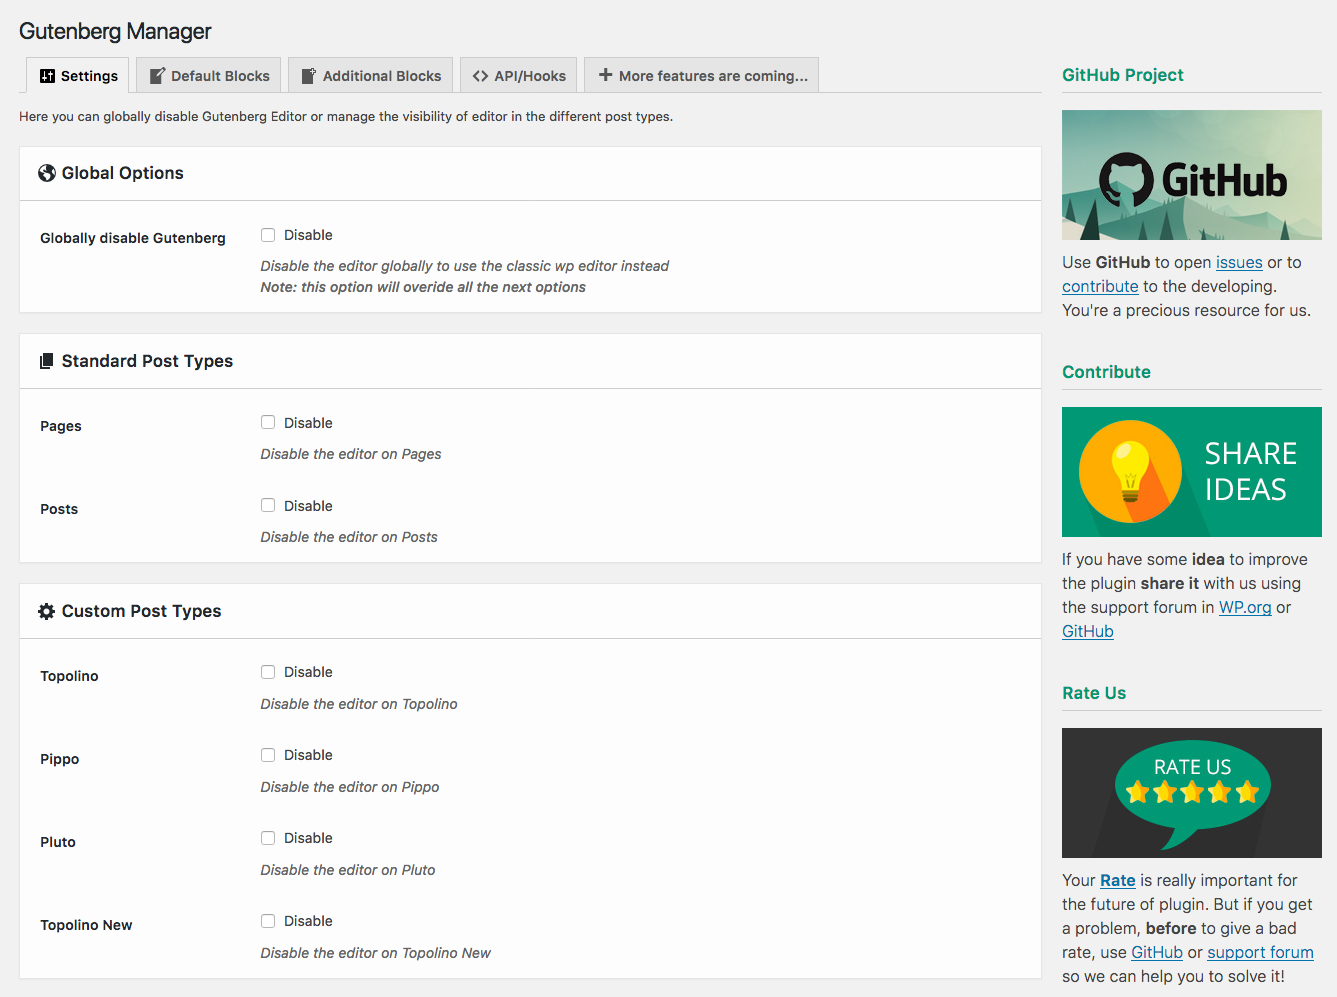 Gutenberg Manager
Settings
Default Blocks
Additional Blocks
API/Hooks
More features are coming...
Here you can globally disable Gutenberg Editor or manage the visibility of editor in the different post types.
Global Options
Globally disable Gutenberg
Disable
Disable the editor globally to use the classic wp editor instead
Note: this option will overide all the next options
Standard Post Types
Pages
Disable
Disable the editor on Pages
Posts
Disable
Disable the editor on Posts
Custom Post Types
Topolino
Disable
Disable the editor on Topolino
Pippo
Disable
Disable the editor on Pippo
Pluto
Disable
Disable the editor on Pluto
Topolino New
Disable
Disable the editor on Topolino New
GitHub Project
GitHub
Use GitHub to open issues or to
contribute to the developing.
You're a precious resource for us.
Contribute
SHARE
IDEAS
If you have some idea to improve
the plugin share it with us using
the support forum in WP.org or
GitHub
Rate Us
RATE US
Your Rate is really important for
the future of plugin. But if you get
a problem, before to give a bad
rate, use GitHub or support forum
so we can help you to solve it!